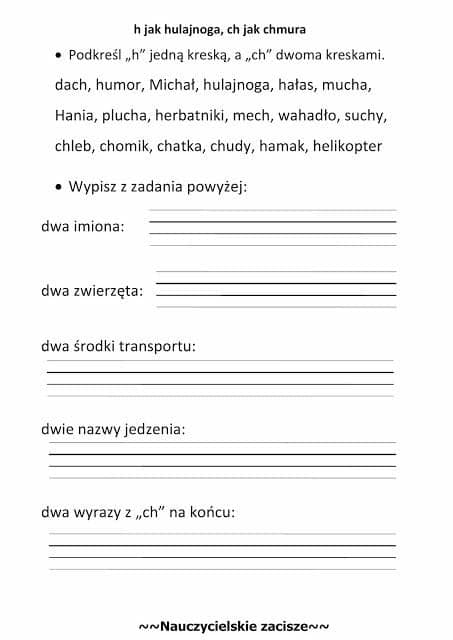 h jak hulajnoga, ch jak chmura
• Podkreśl „h” jedną kreską, a „ch” dwoma kreskami.
dach, humor, Michał, hulajnoga, hałas, mucha,
Hania, plucha, herbatniki, mech, wahadło, suchy,
chleb, chomik, chatka, chudy, hamak, helikopter
• Wypisz z zadania powyżej:
dwa imiona:
dwa zwierzęta:
dwa środki transportu:
dwie nazwy jedzenia:
dwa wyrazy z „ch” na końcu:
~~Nauczycielskie zacisze~~